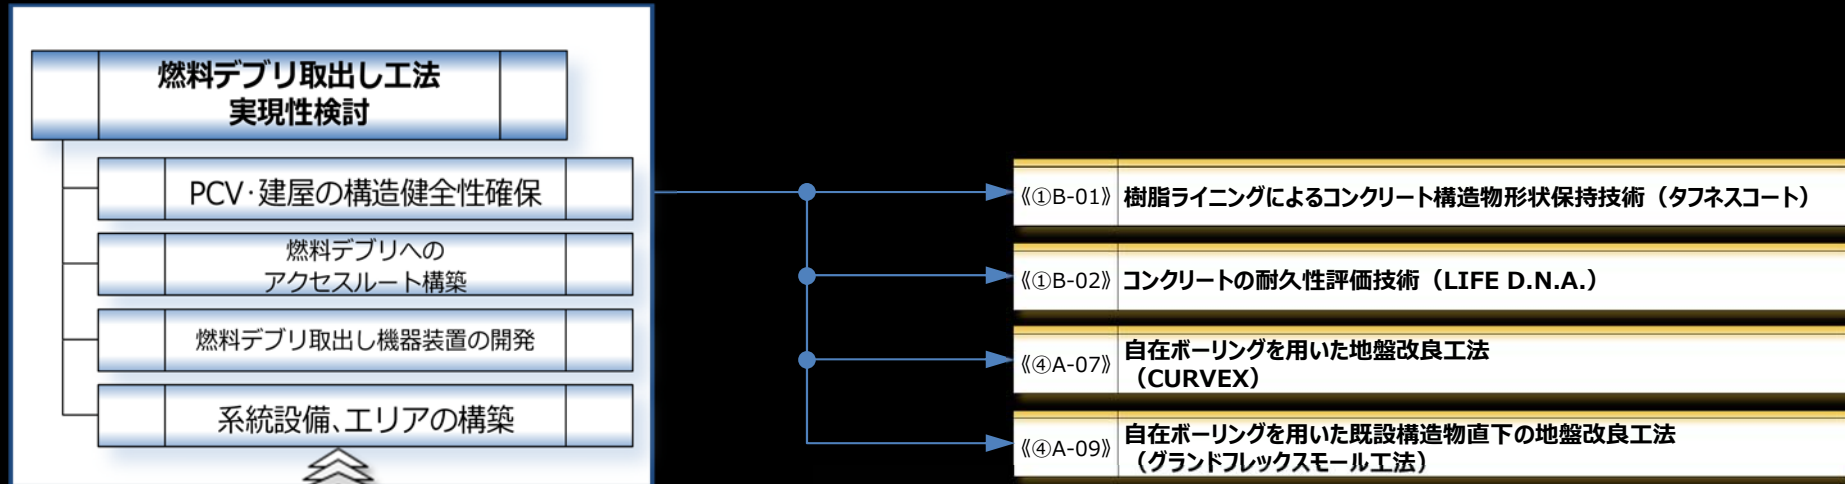 燃料デブリ取出し工法
実現性検討
PCV･建屋の構造健全性確保
燃料デブリへの
アクセスルート構築
燃料デブリ取出し機器装置の開発
系統設備、エリアの構築
《①B-01》 樹脂ライニングによるコンクリート構造物形状保持技術（タフネスコート）
《①B-02》 コンクリートの耐久性評価技術（LIFE D.N.A.）
《④A-07》 自在ボーリングを用いた地盤改良工法
（CURVEX）
《④A-09》 自在ボーリングを用いた既設構造物直下の地盤改良工法
（グランドフレックスモール工法）